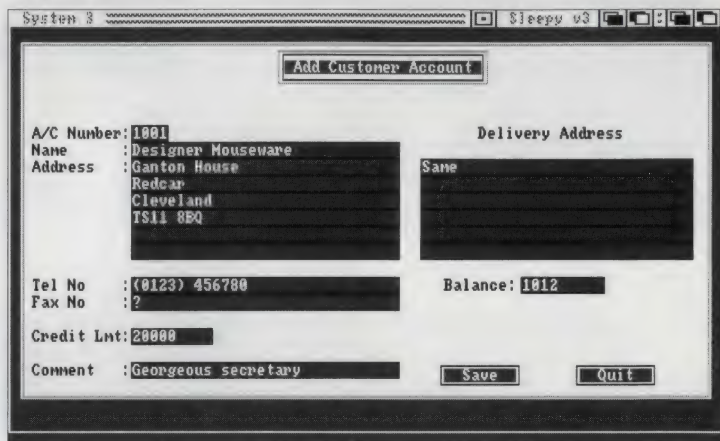 System 3 Sleepy v3
Add Customer Account
A/C Number: 1001
Name : Designer Mouseware
Address : Ganton House
Redcar
Cleveland
TS11 8BQ
Delivery Address
Same
Tel No : (0123) 456780
Fax No : ?
Balance: 1012
Credit Lmt: 20000
Comment : Georgeous secretary
Save Quit